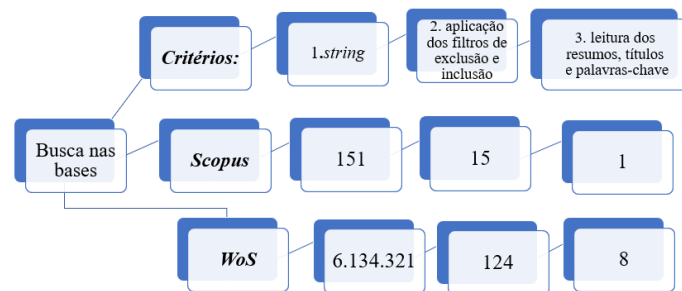 Critérios:
1.string
2. aplicação
dos filtros de
exclusão e
inclusão
3. leitura dos
resumos, títulos
e palavras-chave
Busca nas
bases
Scopus
151
15
1
WoS
6.134.321
124
8